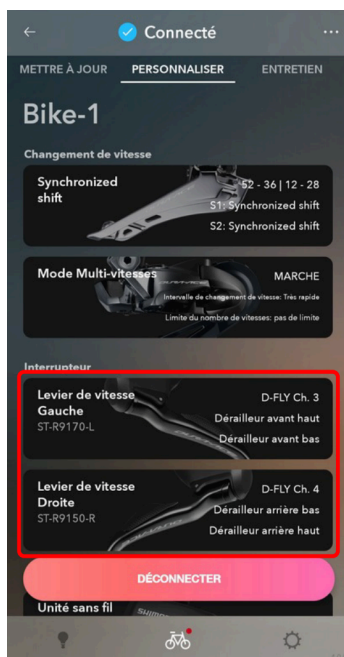 Connecté
METTRE À JOUR PERSONNALISER ENTRETIEN
Bike-1
Changement de vitesse
Synchronized shift
52 - 36 | 12 - 28
S1: Synchronized shift
S2: Synchronized shift
Mode Multi-vitesses
MARCHE
Intervalle de changement de vitesse: Très rapide
Limite du nombre de vitesses: pas de limite
Interrupteur
Levier de vitesse
Gauche
ST-R9170-L
D-FLY Ch. 3
Dérailleur avant haut
Dérailleur avant bas
Levier de vitesse
Droite
ST-R9150-R
D-FLY Ch. 4
Dérailleur arrière bas
Dérailleur arrière haut
DÉCONNECTER
Unité sans fil